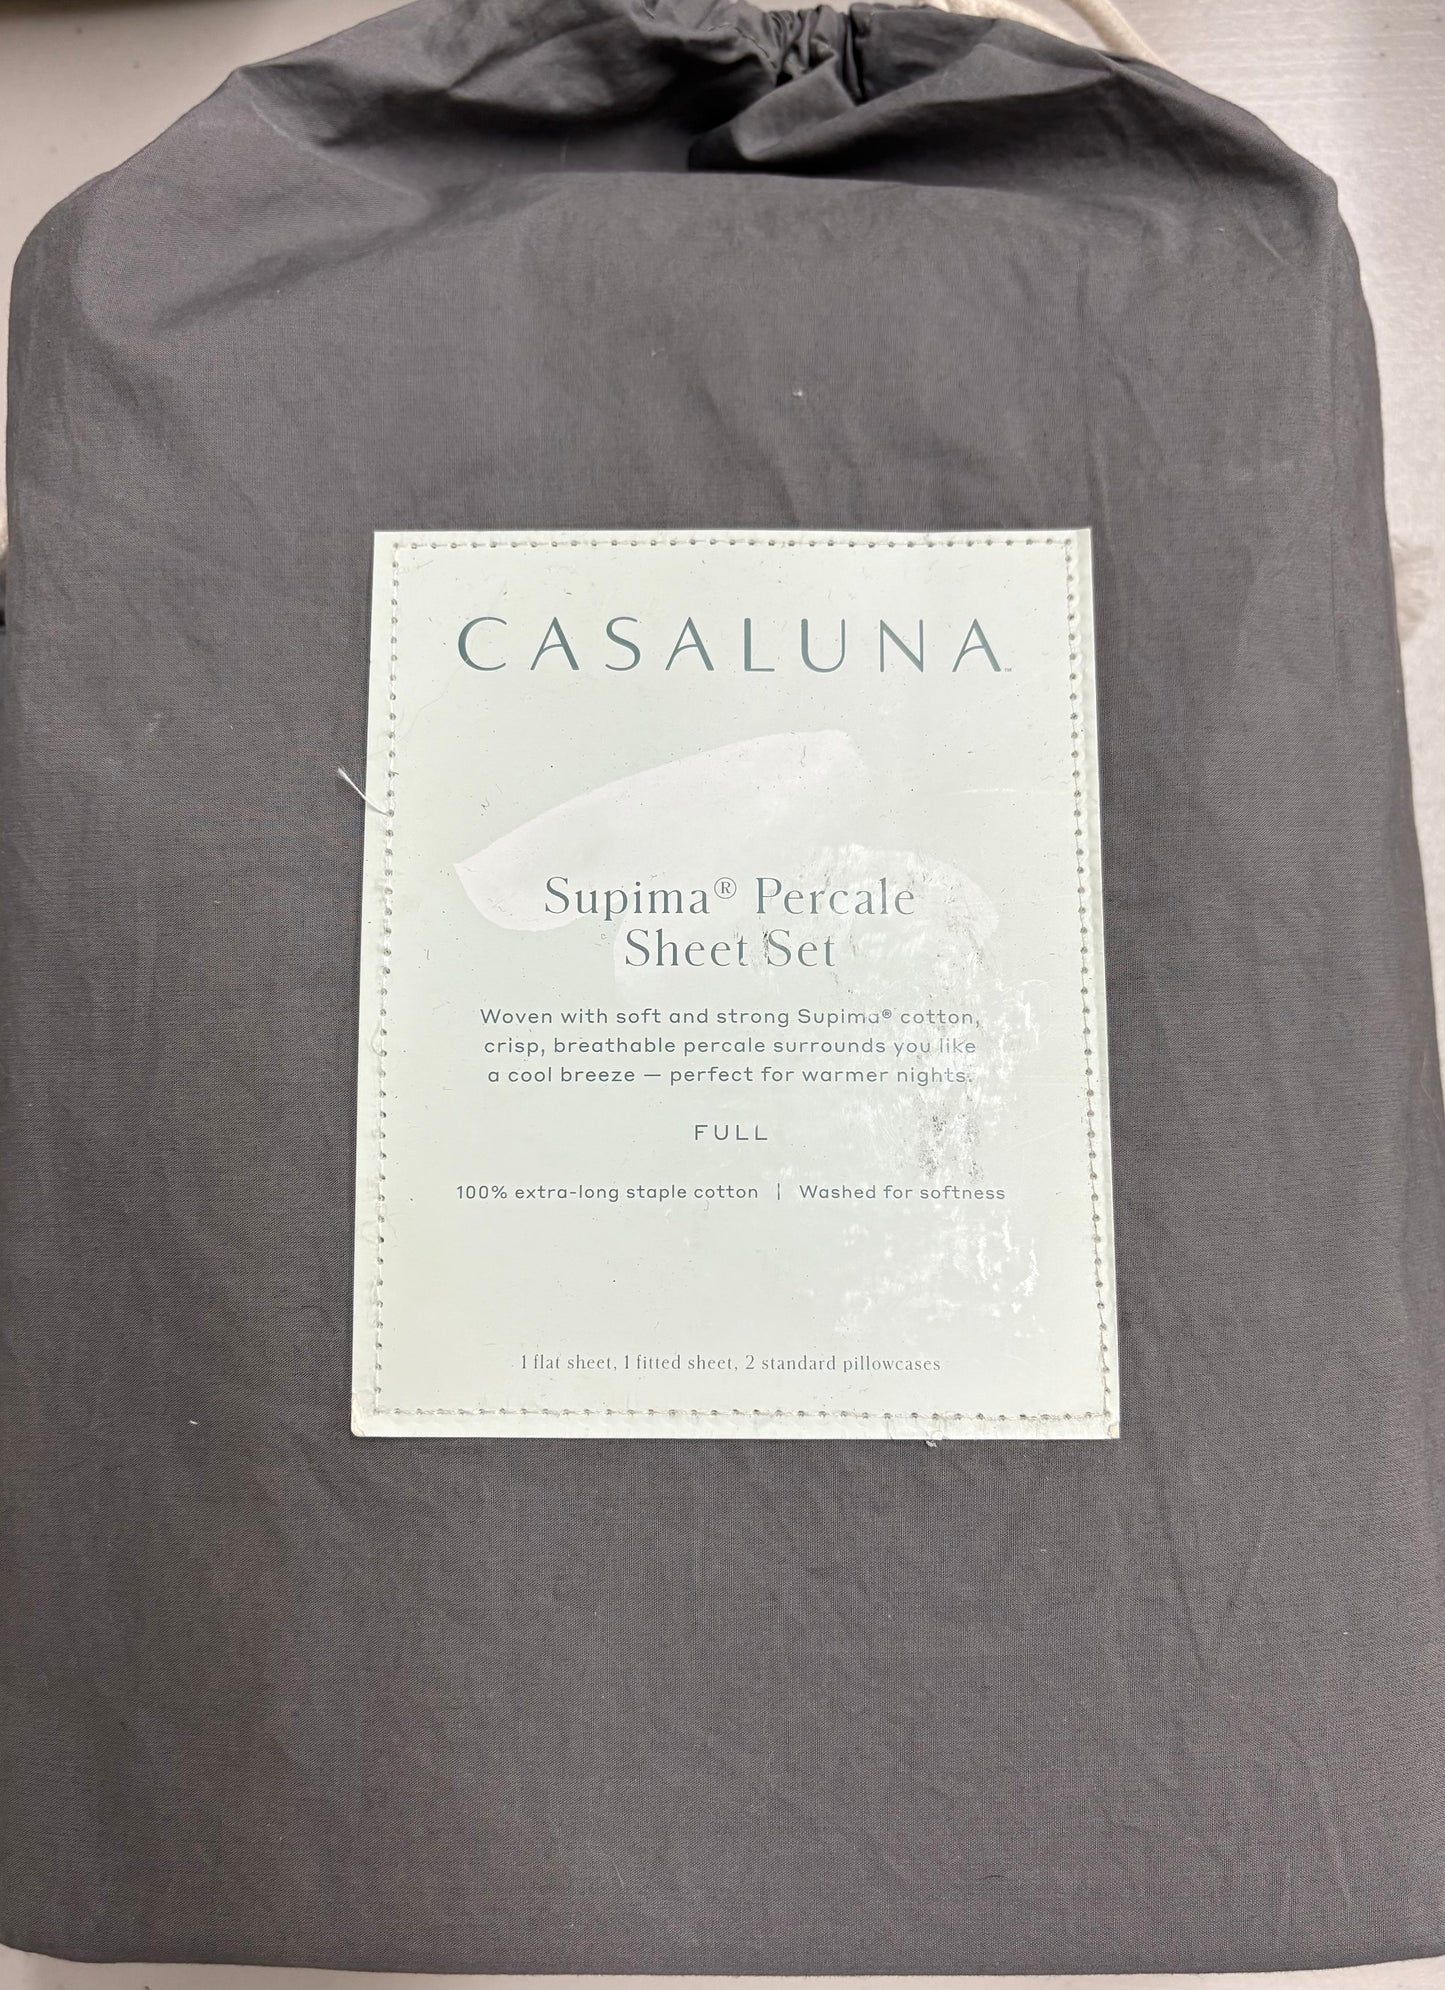 CASALUNA™
Supima® Percale
Sheet Set
Woven with soft and strong Supima® cotton,
crisp, breathable percale surrounds you like
a cool breeze — perfect for warmer nights.
FULL
100% extra-long staple cotton | Washed for softness
1 flat sheet, 1 fitted sheet, 2 standard pillowcases